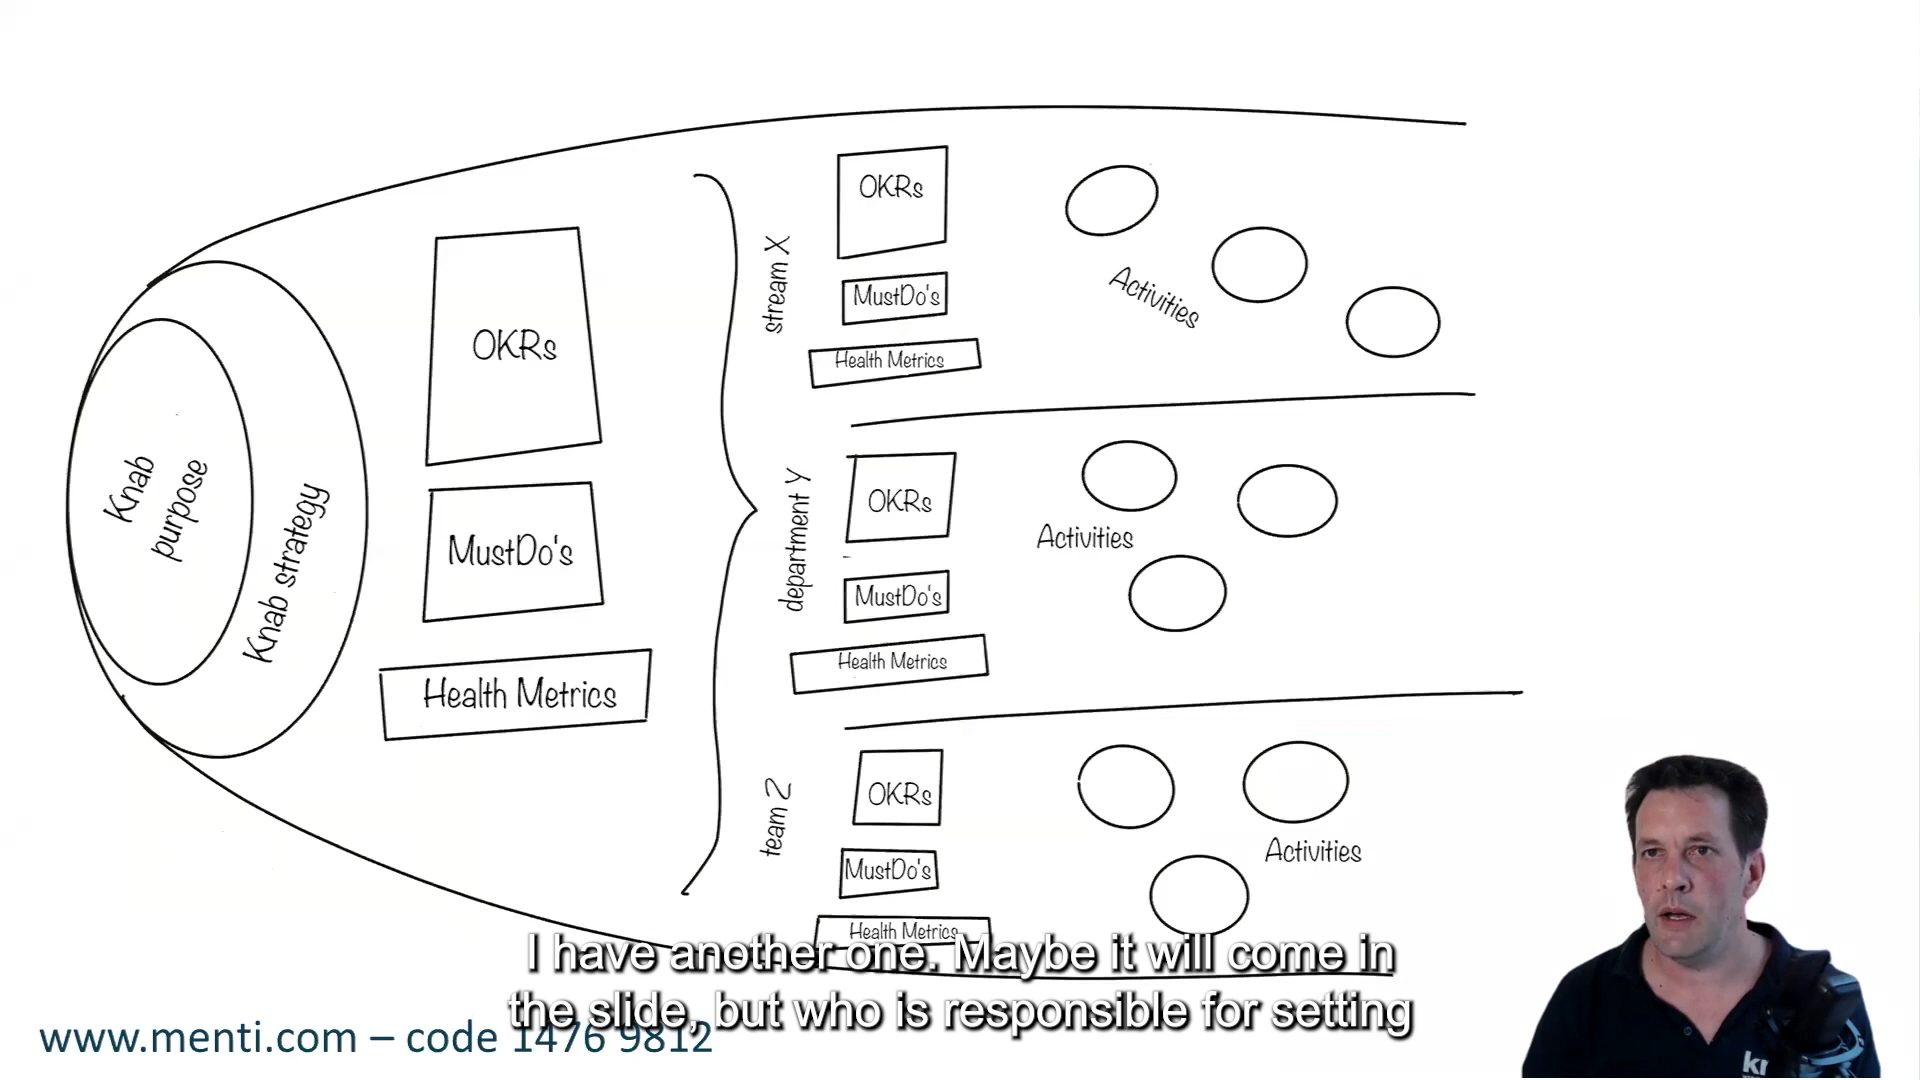 Knab
purpose
Knab strategy
OKRs
MustDo's
Health Metrics
stream X
OKRs
MustDo's
Health Metrics
Activities
department Y
OKRs
MustDo's
Health Metrics
Activities
team Z
OKRs
MustDo's
Health Metrics
Activities
I have another one. Maybe it will come in
the slide, but who is responsible for setting
www.menti.com – code 1476 9812